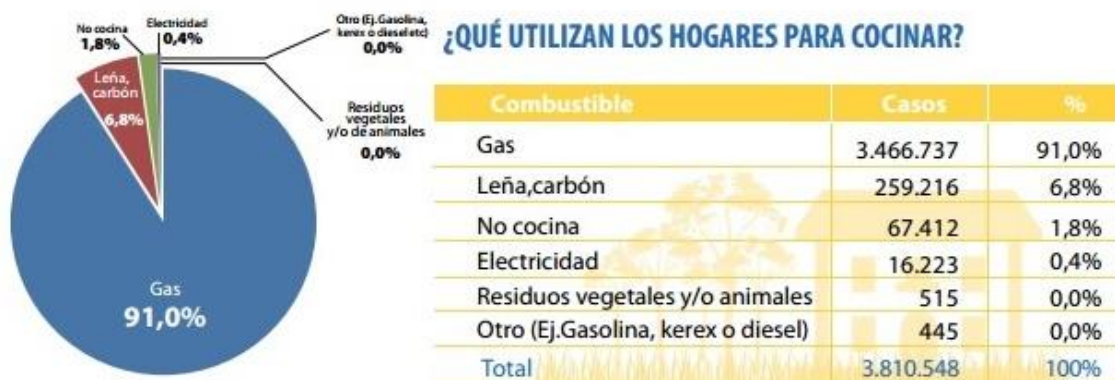 No cocina
1,8%
Electricidad
0,4%
Otro (Ej.Gasolina,
kerex o diesel etc)
0,0%
Leña,
carbón
6,8%
Residuos
vegetales
y/o de animales
0,0%
Gas
91,0%
¿QUÉ UTILIZAN LOS HOGARES PARA COCINAR?
Combustible Casos %
Gas 3.466.737 91,0%
Leña,carbón 259.216 6,8%
No cocina 67.412 1,8%
Electricidad 16.223 0,4%
Residuos vegetales y/o animales 515 0,0%
Otro (Ej.Gasolina, kerex o diesel) 445 0,0%
Total 3.810.548 100%